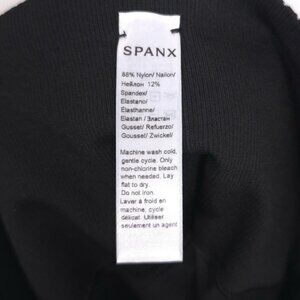 SPANX
88% Nylon/ Nailon/
Нейлон 12%
Spandex/
Elastano/
Elasthanne/
Elastan / Эластан
Gousset/ Refuerzo/
Gousset/ Zwickel/
Machine wash cold,
gentle cycle. Only
non-chlorine bleach
when needed. Lay
flat to dry.
Do not iron.
Laver à froid en
machine, cycle
délicat. Utiliser
seulement un agent